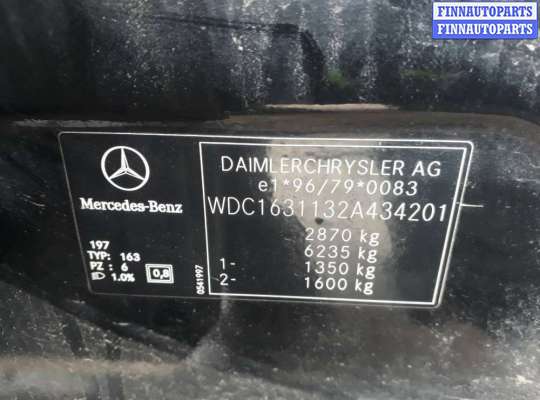 FINNAUTOPARTS
FINNAUTOPARTS
Mercedes-Benz
197
TYP: 163
PZ : 6
1.0%
0,8
0541997
DAIMLERCHRYSLER AG
e1*96/79*0083
WDC1631132A434201
2870 kg
6235 kg
1- 1350 kg
2- 1600 kg